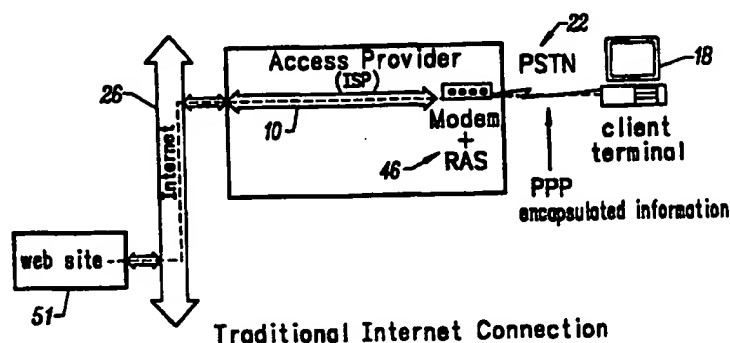 22
Access Provider
(ISP)
PSTN
18
26
10
Modem
+
RAS
46
client
terminal
Internet
PPP
encapsulated information
web site
51
Traditional Internet Connection